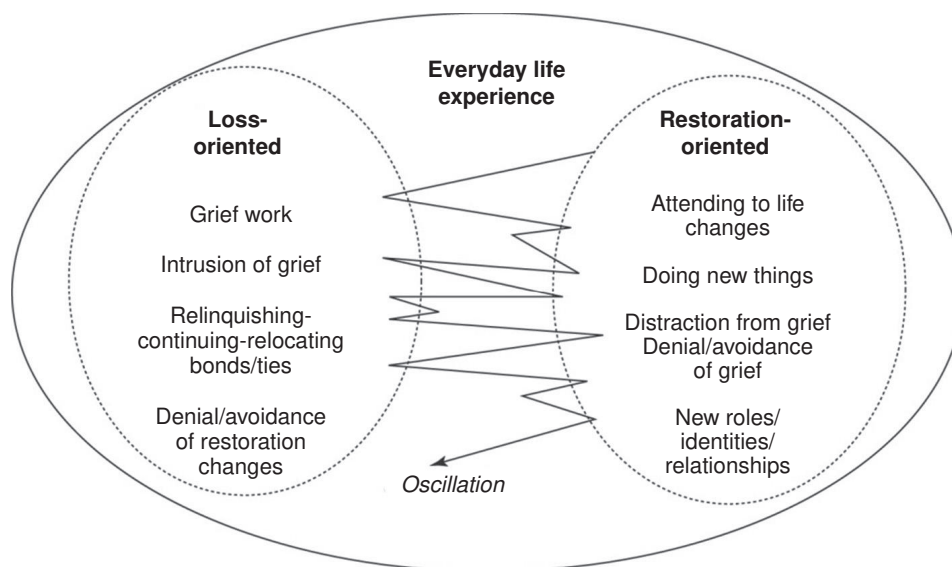 Everyday life
experience
Loss-
oriented
Grief work
Intrusion of grief
Relinquishing-
continuing-relocating
bonds/ties
Denial/avoidance
of restoration
changes
Restoration-
oriented
Attending to life
changes
Doing new things
Distraction from grief
Denial/avoidance
of grief
New roles/
identities/
relationships
Oscillation